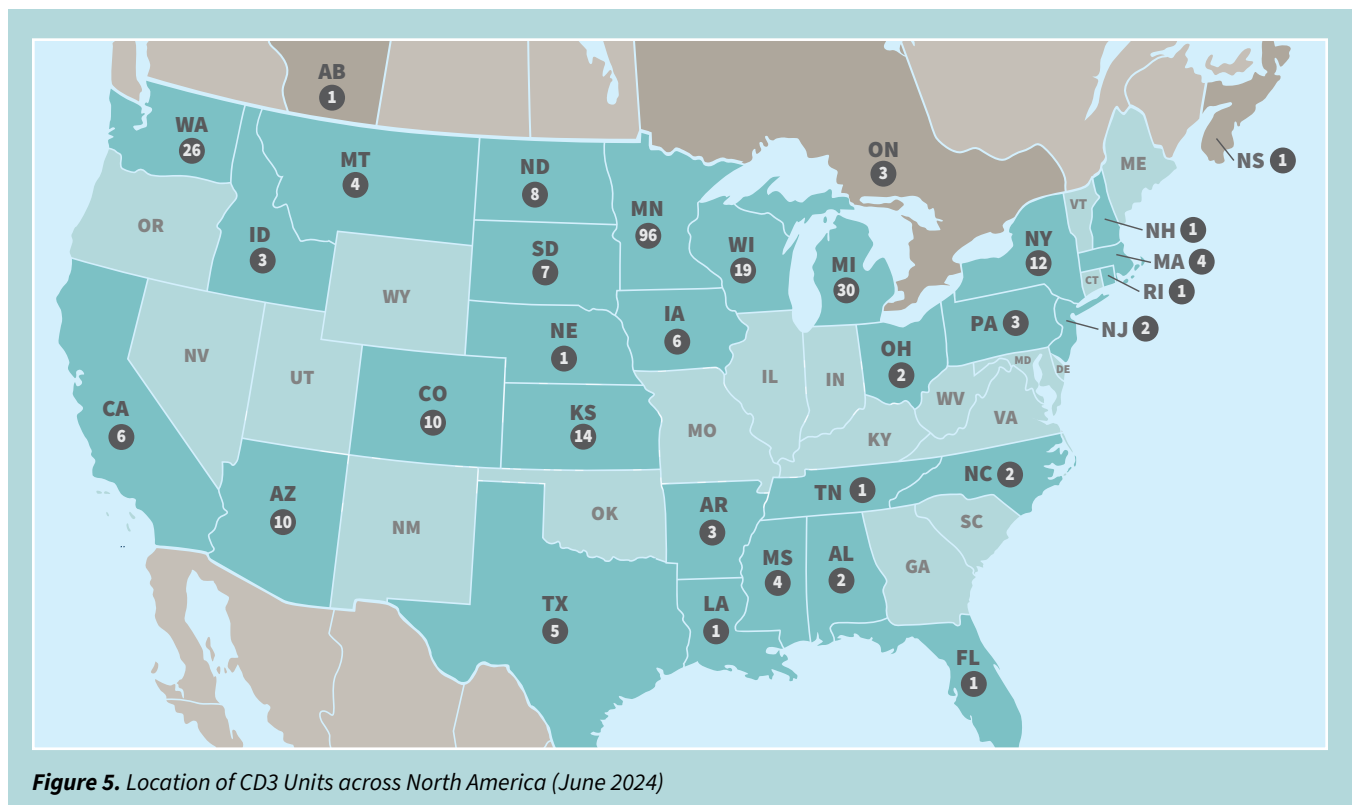 AB
1
WA
26
MT
4
ND
8
MN
96
ON
3
NS 1
ME
VT
OR
ID
3
SD
7
WI
19
MI
30
NY
12
NH 1
MA 4
CT
RI 1
WY
NE
1
IA
6
PA 3
NJ 2
NV
UT
CO
10
KS
14
IL
IN
OH
2
MD
DE
WV
VA
CA
6
MO
KY
AZ
10
NM
OK
AR
3
TN 1
NC 2
SC
MS
4
AL
2
GA
TX
5
LA
1
FL
1
Figure 5. Location of CD3 Units across North America (June 2024)